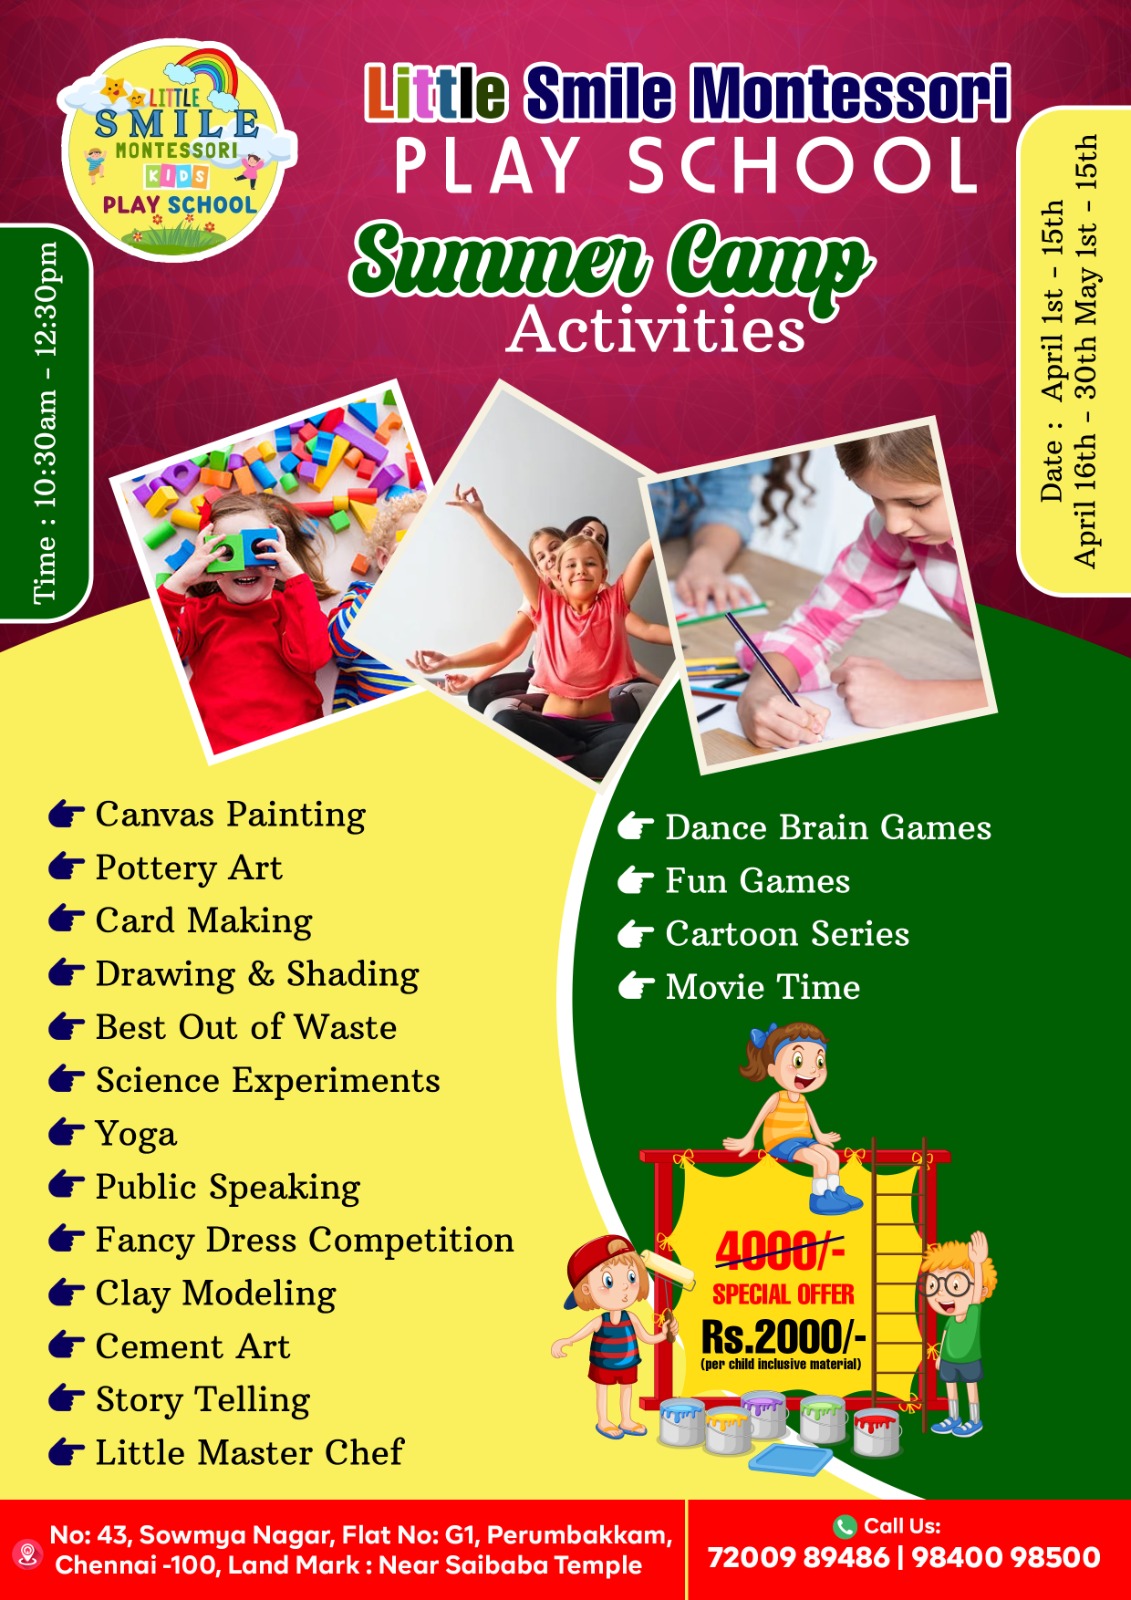 LITTLE
SMILE
MONTESSORI
KIDS
PLAY SCHOOL
Little Smile Montessori
PLAY SCHOOL
Summer Camp
Activities
Time : 10:30am - 12:30pm
Date : April 1st - 15th
April 16th - 30th May 1st - 15th
Canvas Painting
Pottery Art
Card Making
Drawing & Shading
Best Out of Waste
Science Experiments
Yoga
Public Speaking
Fancy Dress Competition
Clay Modeling
Cement Art
Story Telling
Little Master Chef
Dance Brain Games
Fun Games
Cartoon Series
Movie Time
4000/-
SPECIAL OFFER
Rs.2000/-
(per child inclusive material)
No: 43, Sowmya Nagar, Flat No: G1, Perumbakkam,
Chennai -100, Land Mark : Near Saibaba Temple
Call Us:
72009 89486 | 98400 98500